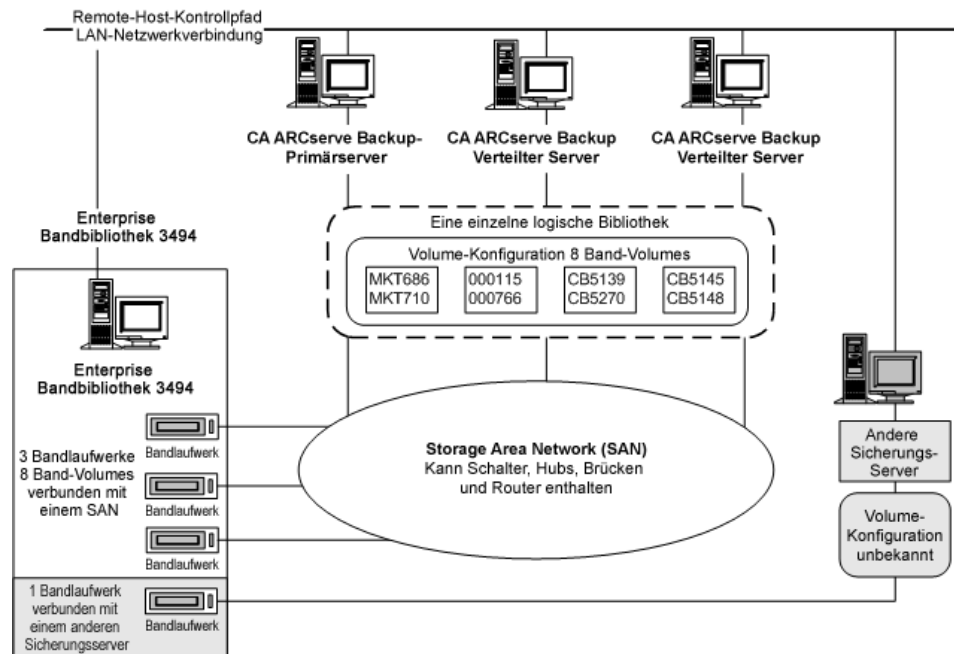 Remote-Host-Kontrollpfad
LAN-Netzwerkverbindung
CA ARCserve Backup-
Primärserver
CA ARCserve Backup
Verteilter Server
CA ARCserve Backup
Verteilter Server
Enterprise
Bandbibliothek 3494
Eine einzelne logische Bibliothek
Volume-Konfiguration 8 Band-Volumes
MKT686
MKT710
000115
000766
CB5139
CB5270
CB5145
CB5148
Enterprise
Bandbibliothek 3494
3 Bandlaufwerke
8 Band-Volumes
verbunden mit
einem SAN
Bandlaufwerk
Bandlaufwerk
Bandlaufwerk
Storage Area Network (SAN)
Kann Schalter, Hubs, Brücken
und Router enthalten
Andere
Sicherungs-
Server
Volume-
Konfiguration
unbekannt
1 Bandlaufwerk
verbunden mit
einem anderen
Sicherungsserver
Bandlaufwerk